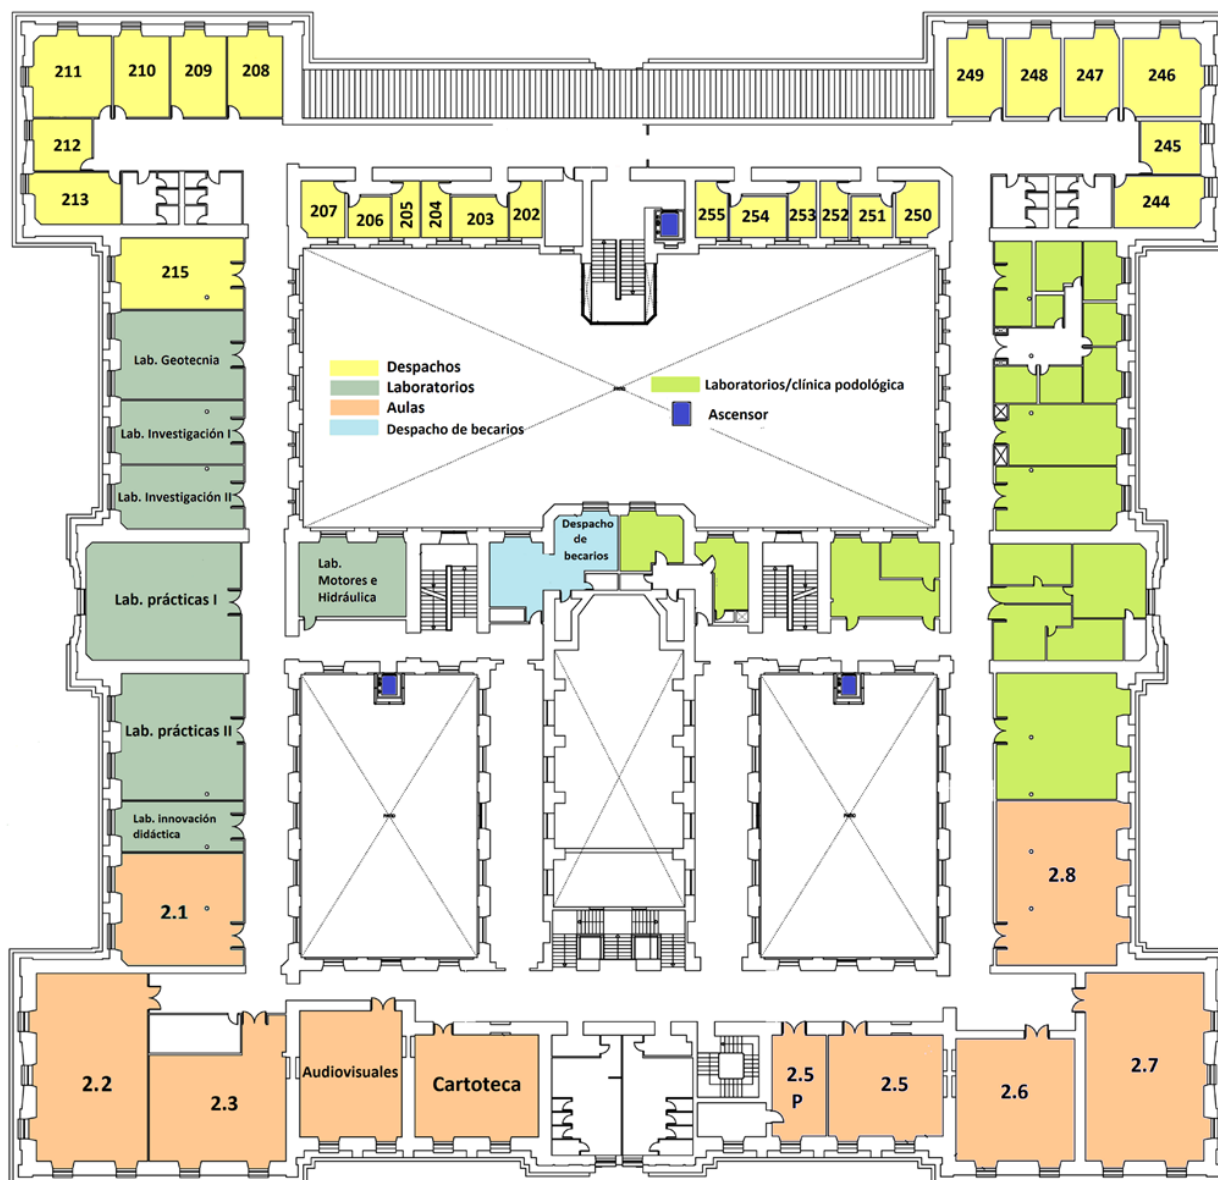 211
210
209
208
249
248
247
246
212
245
213
244
207
206
205
204
203
202
255
254
253
252
251
250
215
Lab. Geotecnia
Lab. Investigación I
Lab. Investigación II
Despachos
Laboratorios
Aulas
Despacho de becarios
Laboratorios/clínica podológica
Ascensor
Despacho
de
becarios
Lab.
Motores e
Hidráulica
Lab. prácticas I
Lab. prácticas II
Lab. innovación
didáctica
2.1
2.8
2.2
2.3
Audiovisuales
Cartoteca
2.5
P
2.5
2.6
2.7